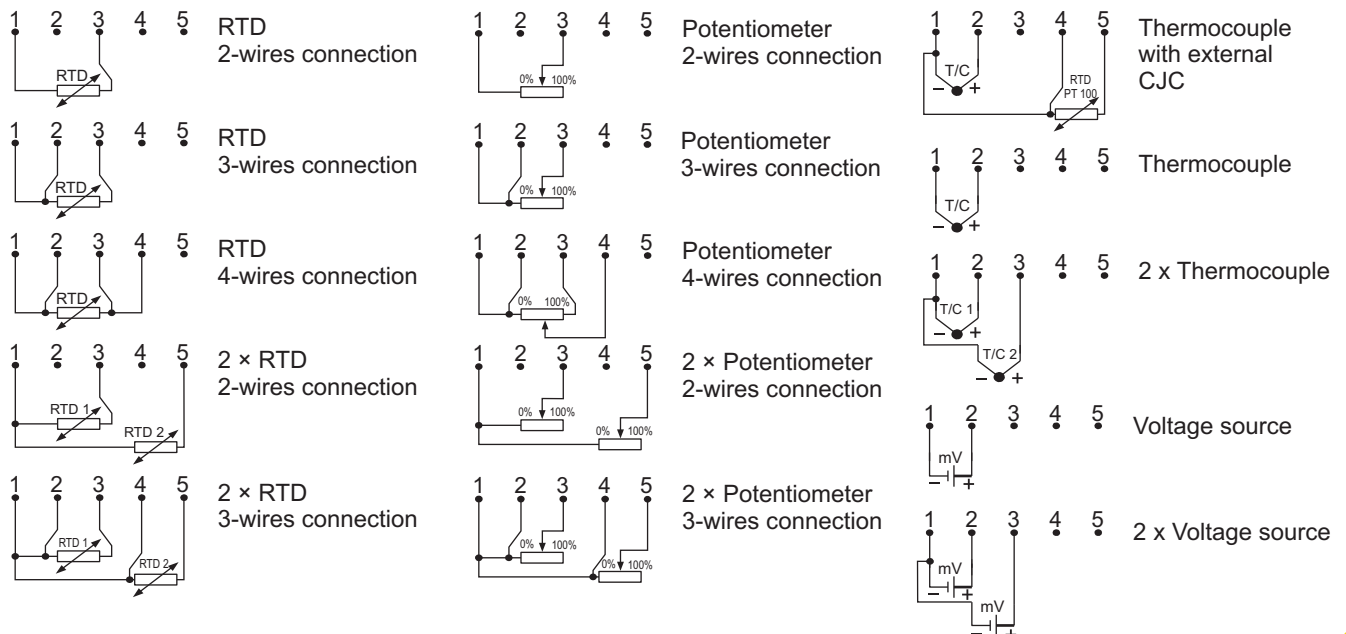 1 2 3 4 5
RTD
2-wires connection
RTD
1 2 3 4 5
RTD
3-wires connection
RTD
1 2 3 4 5
RTD
4-wires connection
RTD
1 2 3 4 5
2 × RTD
2-wires connection
RTD 1
RTD 2
1 2 3 4 5
2 × RTD
3-wires connection
RTD 1
RTD 2
1 2 3 4 5
Potentiometer
2-wires connection
0% 100%
1 2 3 4 5
Potentiometer
3-wires connection
0% 100%
1 2 3 4 5
Potentiometer
4-wires connection
0% 100%
1 2 3 4 5
2 × Potentiometer
2-wires connection
0% 100%
0% 100%
1 2 3 4 5
2 × Potentiometer
3-wires connection
0% 100%
0% 100%
1 2 3 4 5
Thermocouple
with external
CJC
T/C
– +
RTD
PT 100
1 2 3 4 5
Thermocouple
T/C
– +
1 2 3 4 5
2 x Thermocouple
T/C 1
– +
T/C 2
– +
1 2 3 4 5
Voltage source
mV
– +
1 2 3 4 5
2 x Voltage source
mV
– +
mV
– +